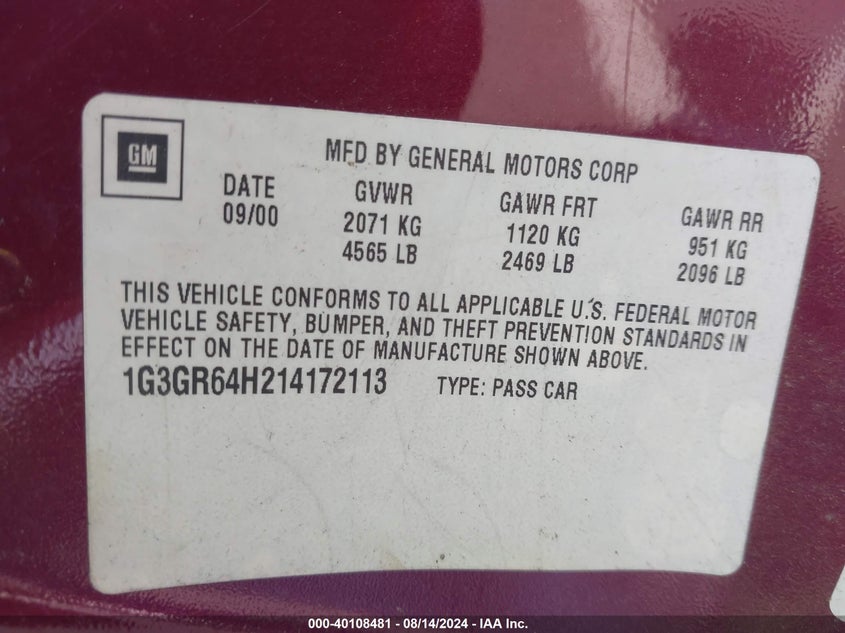 GM
MFD BY GENERAL MOTORS CORP
DATE GVWR GAWR FRT GAWR RR
09/00 2071 KG 1120 KG 951 KG
4565 LB 2469 LB 2096 LB
THIS VEHICLE CONFORMS TO ALL APPLICABLE U.S. FEDERAL MOTOR
VEHICLE SAFETY, BUMPER, AND THEFT PREVENTION STANDARDS IN
EFFECT ON THE DATE OF MANUFACTURE SHOWN ABOVE.
1G3GR64H214172113 TYPE: PASS CAR
000-40108481 - 08/14/2024 - IAA Inc.